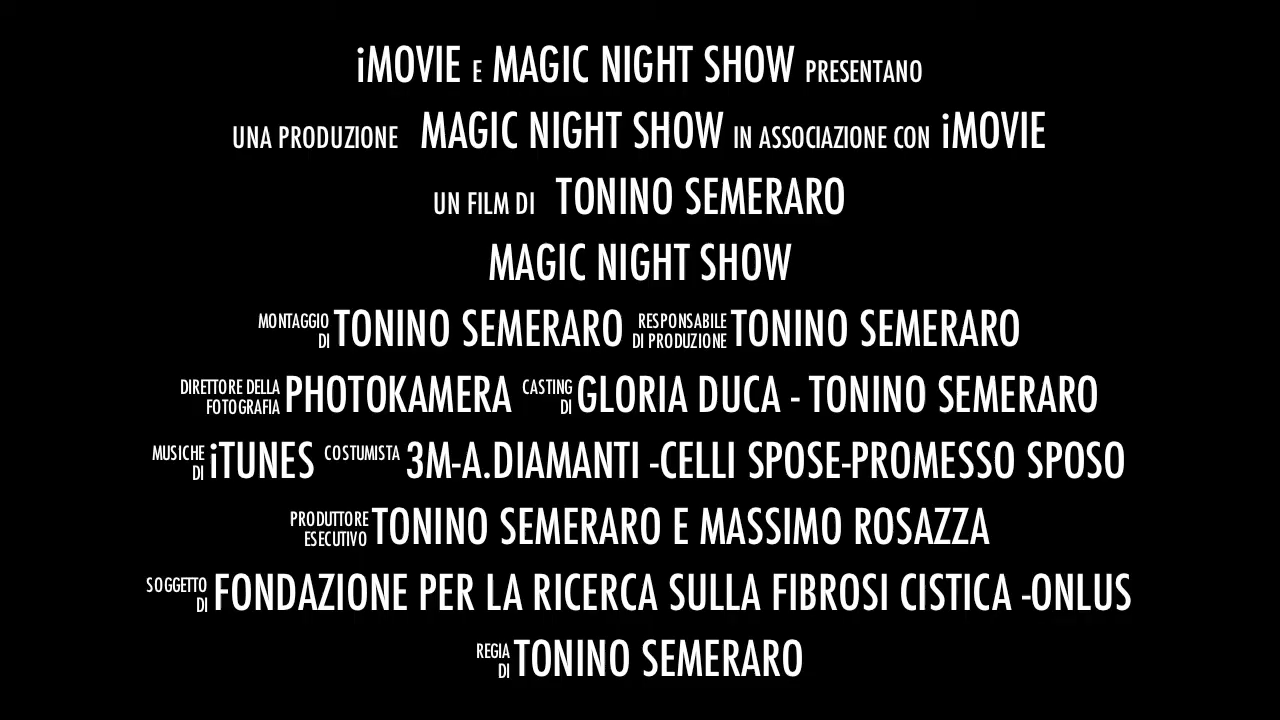 iMOVIE E MAGIC NIGHT SHOW PRESENTANO
UNA PRODUZIONE MAGIC NIGHT SHOW IN ASSOCIAZIONE CON iMOVIE
UN FILM DI TONINO SEMERARO
MAGIC NIGHT SHOW
MONTAGGIO DI TONINO SEMERARO RESPONSABILE DI PRODUZIONE TONINO SEMERARO
DIRETTORE DELLA FOTOGRAFIA PHOTOKAMERA CASTING DI GLORIA DUCA - TONINO SEMERARO
MUSICHE DI iTUNES COSTUMISTA 3M-A.DIAMANTI -CELLI SPOSE-PROMESSO SPOSO
PRODUTTORE ESECUTIVO TONINO SEMERARO E MASSIMO ROSAZZA
SOGGETTO DI FONDAZIONE PER LA RICERCA SULLA FIBROSI CISTICA -ONLUS
REGIA DI TONINO SEMERARO